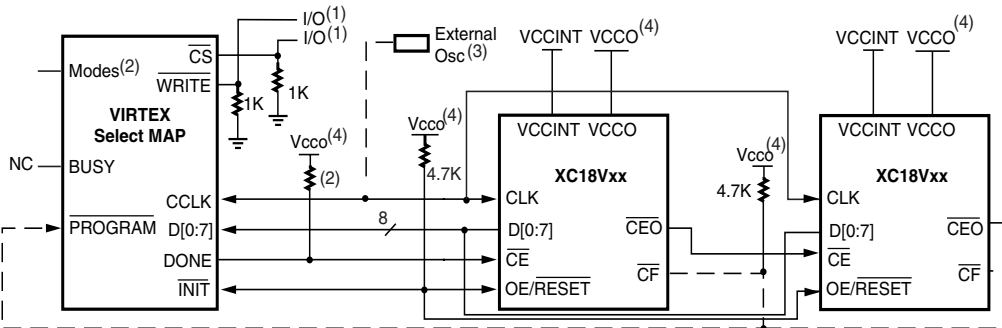 I/O(1)
I/O(1)
External
Osc(3)
VCCINT VCCO(4)
VCCINT VCCO(4)
Modes(2)
CS
WRITE
1K
1K
VIRTEX
Select MAP
Vcco(4)
Vcco(4)
VCCINT VCCO
VCCINT VCCO
NC
BUSY
(2)
4.7K
XC18Vxx
Vcco(4)
4.7K
XC18Vxx
CCLK
CLK
CLK
PROGRAM
D[0:7]
8
D[0:7]
CEO
D[0:7]
CEO
DONE
CE
CF
CE
CF
INIT
OE/RESET
OE/RESET